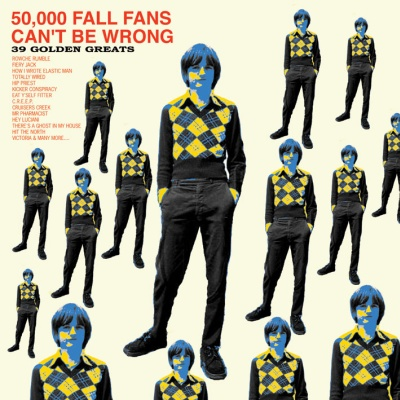 50,000 FALL FANS
CAN'T BE WRONG
39 GOLDEN GREATS
ROWCHE RUMBLE
FIERY JACK
HOW I WROTE ELASTIC MAN
TOTALLY WIRED
HIP PRIEST
KICKER CONSPIRACY
EAT Y'SELF FITTER
C.R.E.E.P.
CRUISERS CREEK
MR PHARMACIST
HEY LUCIANI
THERE'S A GHOST IN MY HOUSE
HIT THE NORTH
VICTORIA & MANY MORE....